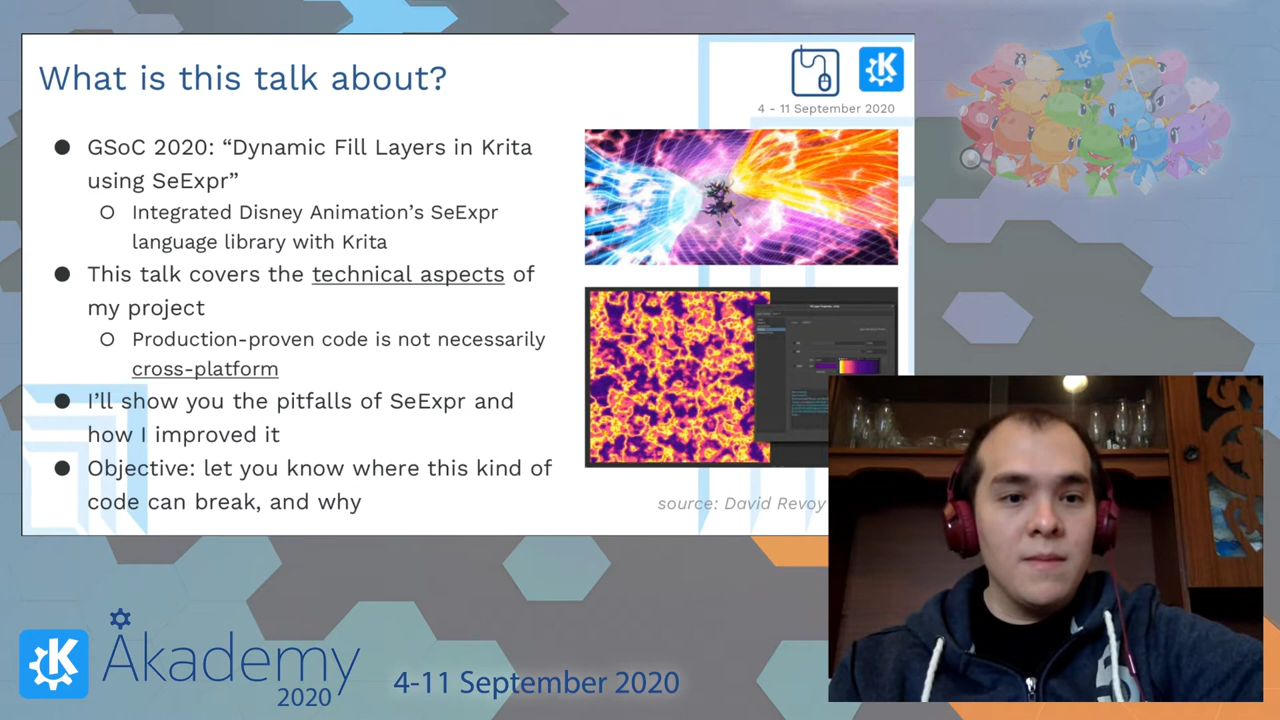 What is this talk about?
4 - 11 September 2020
● GSoC 2020: “Dynamic Fill Layers in Krita
using SeExpr”
○ Integrated Disney Animation’s SeExpr
language library with Krita
● This talk covers the technical aspects of
my project
○ Production-proven code is not necessarily
cross-platform
● I’ll show you the pitfalls of SeExpr and
how I improved it
● Objective: let you know where this kind of
code can break, and why
source: David Revoy
Akademy
2020
4-11 September 2020